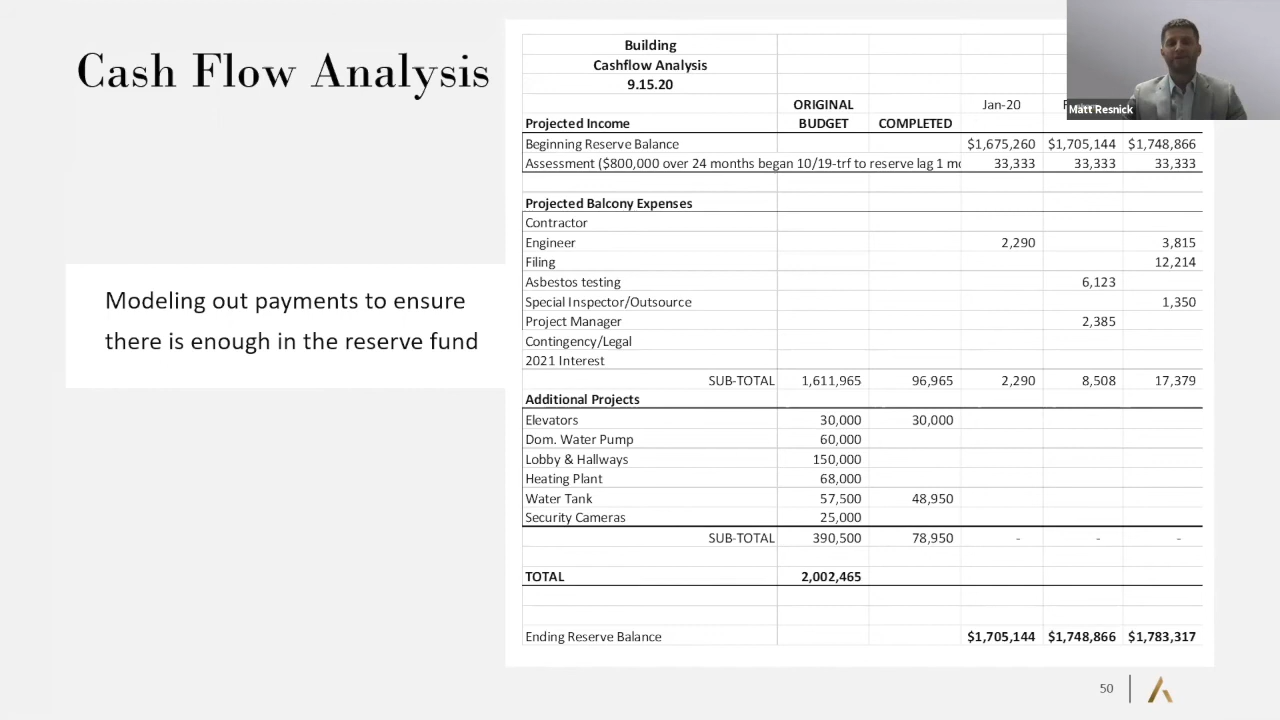 Cash Flow Analysis
Modeling out payments to ensure
there is enough in the reserve fund
Building
Cashflow Analysis
9.15.20
ORIGINAL Jan-20
Projected Income BUDGET COMPLETED
Beginning Reserve Balance $1,675,260 $1,705,144 $1,748,866
Assessment ($800,000 over 24 months began 10/19-trf to reserve lag 1 mo 33,333 33,333 33,333
Projected Balcony Expenses
Contractor
Engineer 2,290 3,815
Filing 12,214
Asbestos testing 6,123
Special Inspector/Outsource 1,350
Project Manager 2,385
Contingency/Legal
2021 Interest
SUB-TOTAL 1,611,965 96,965 2,290 8,508 17,379
Additional Projects
Elevators 30,000 30,000
Dom. Water Pump 60,000
Lobby & Hallways 150,000
Heating Plant 68,000
Water Tank 57,500 48,950
Security Cameras 25,000
SUB-TOTAL 390,500 78,950 - - -
TOTAL 2,002,465
Ending Reserve Balance $1,705,144 $1,748,866 $1,783,317
Matt Resnick
50